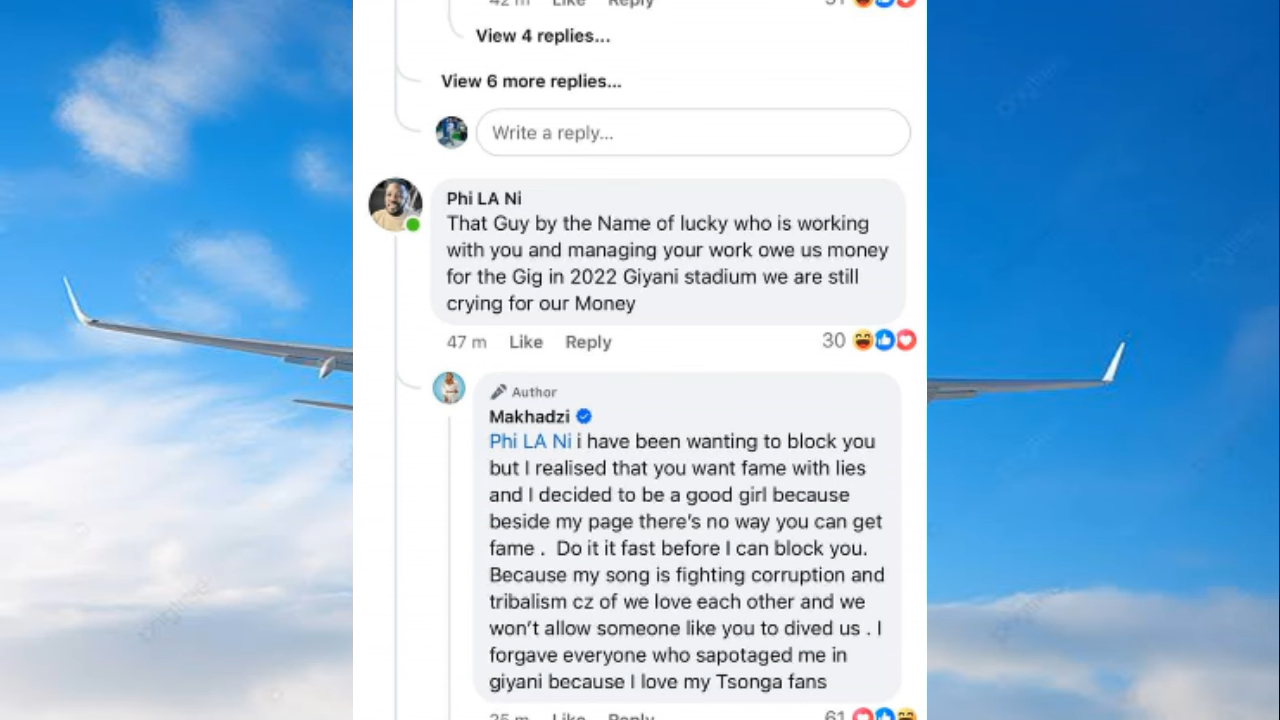 42 m Like Reply 51
View 4 replies...
View 6 more replies...
Write a reply...
Phi LA Ni
That Guy by the Name of lucky who is working
with you and managing your work owe us money
for the Gig in 2022 Giyani stadium we are still
crying for our Money
47 m Like Reply 30
Author
Makhadzi
Phi LA Ni i have been wanting to block you
but I realised that you want fame with lies
and I decided to be a good girl because
beside my page there's no way you can get
fame . Do it it fast before I can block you.
Because my song is fighting corruption and
tribalism cz of we love each other and we
won't allow someone like you to dived us . I
forgave everyone who sapotaged me in
giyani because I love my Tsonga fans
Like Reply 61